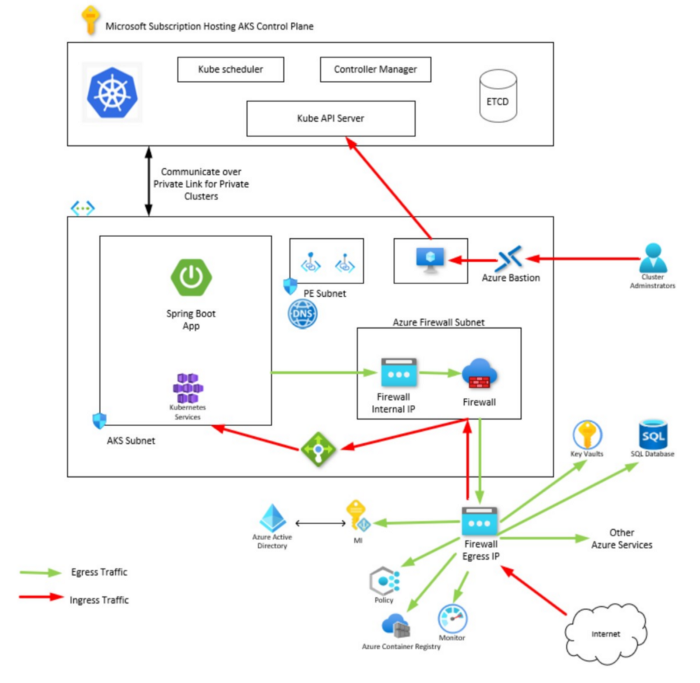 Microsoft Subscription Hosting AKS Control Plane
Kube scheduler
Controller Manager
ETCD
Kube API Server
Communicate over
Private Link for Private
Clusters
Azure Bastion
Cluster
Adminstrators
PE Subnet
DNS
Spring Boot
App
Azure Firewall Subnet
Firewall
Internal IP
Firewall
Kubernetes
Services
AKS Subnet
Key Vaults
SQL
SQL Database
Azure Active
Directory
MI
Firewall
Egress IP
Other
Azure Services
Egress Traffic
Ingress Traffic
Policy
Azure Container Registry
Monitor
Internet